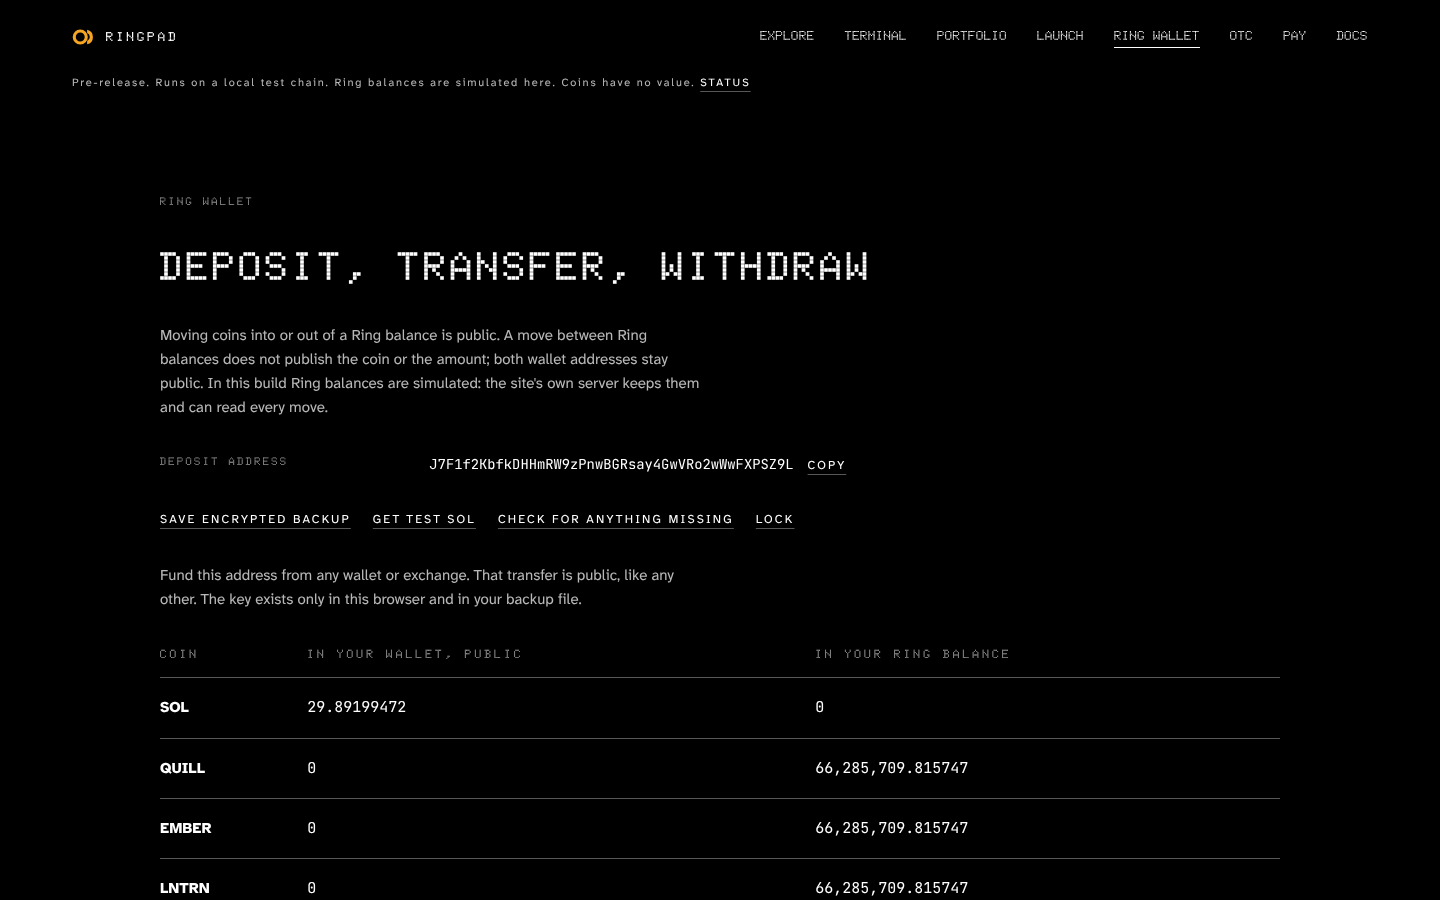 RINGPAD
EXPLORE TERMINAL PORTFOLIO LAUNCH RING WALLET OTC PAY DOCS
Pre-release. Runs on a local test chain. Ring balances are simulated here. Coins have no value. STATUS
RING WALLET
DEPOSIT, TRANSFER, WITHDRAW
Moving coins into or out of a Ring balance is public. A move between Ring
balances does not publish the coin or the amount; both wallet addresses stay
public. In this build Ring balances are simulated: the site's own server keeps them
and can read every move.
DEPOSIT ADDRESS J7F1f2KbfkDHHmRW9zPnwBGRsay4GwVRo2wWwFXPSZ9L COPY
SAVE ENCRYPTED BACKUP GET TEST SOL CHECK FOR ANYTHING MISSING LOCK
Fund this address from any wallet or exchange. That transfer is public, like any
other. The key exists only in this browser and in your backup file.
COIN IN YOUR WALLET, PUBLIC IN YOUR RING BALANCE
SOL 29.89199472 0
QUILL 0 66,285,709.815747
EMBER 0 66,285,709.815747
LNTRN 0 66,285,709.815747